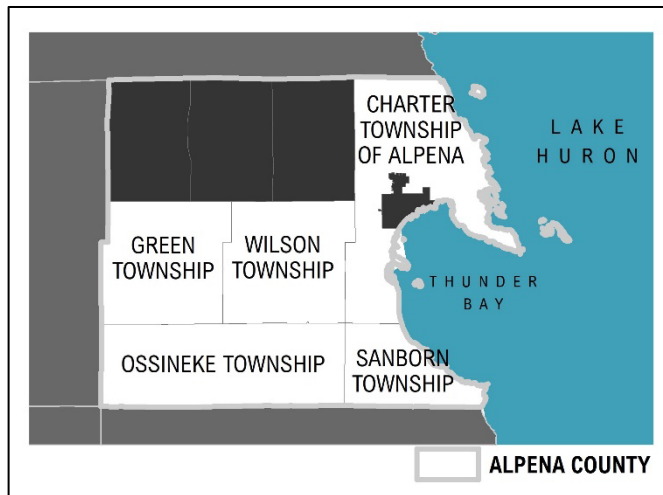 CHARTER
TOWNSHIP
OF ALPENA
LAKE
HURON
GREEN
TOWNSHIP
WILSON
TOWNSHIP
THUNDER
BAY
OSSINEKE TOWNSHIP
SANBORN
TOWNSHIP
ALPENA COUNTY